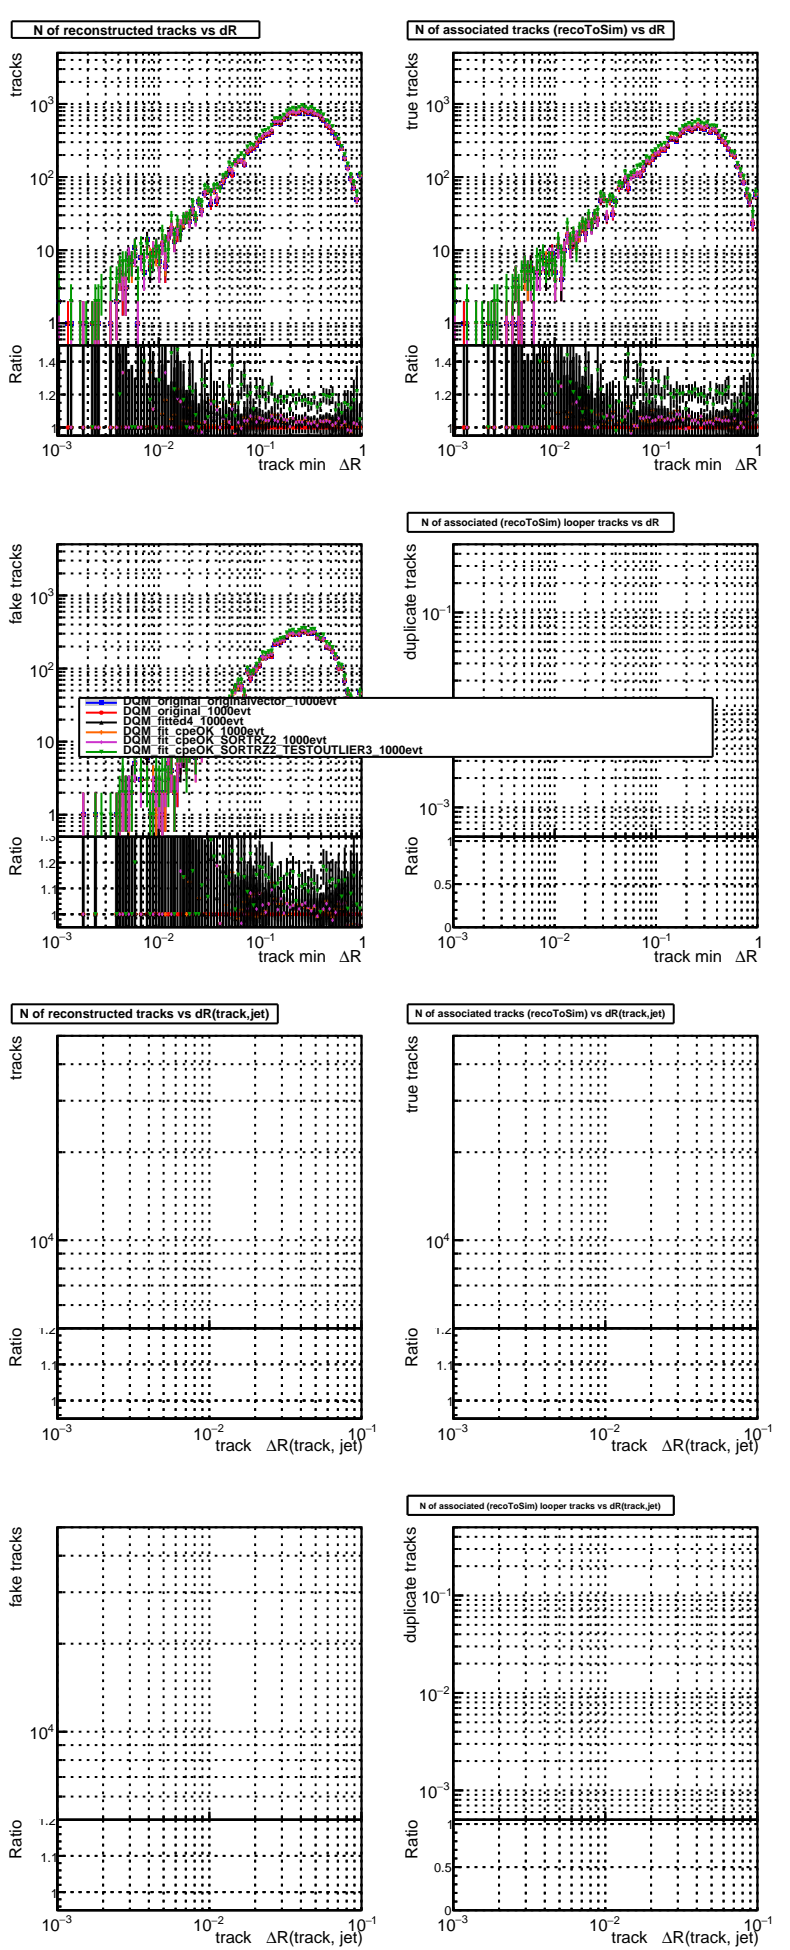 N of reconstructed tracks vs dR
tracks
10³
10²
10
1
Ratio
1.4
1.2
1
10⁻³ 10⁻² 10⁻¹ 1
track min ΔR
N of associated tracks (recoToSim) vs dR
true tracks
10³
10²
10
1
Ratio
1.4
1.2
1
10⁻³ 10⁻² 10⁻¹ 1
track min ΔR
fake tracks
10³
10²
10
1
Ratio
1.3
1.2
1.1
1
10⁻³ 10⁻² 10⁻¹ 1
track min ΔR
N of associated (recoToSim) looper tracks vs dR
duplicate tracks
10⁻¹
10⁻³
Ratio
1
0.5
0
10⁻³ 10⁻² 10⁻¹ 1
track min ΔR
DQM_original_originalvector_1000evt
DQM_original_1000evt
DQM_fitted4_1000evt
DQM_fit_cpeOK_1000evt
DQM_fit_cpeOK_SORTRZ2_1000evt
DQM_fit_cpeOK_SORTRZ2_TESTOUTLIER3_1000evt
N of reconstructed tracks vs dR(track,jet)
tracks
10⁴
Ratio
1.2
1.1
1
10⁻³ 10⁻² 10⁻¹
track ΔR(track, jet)
N of associated tracks (recoToSim) vs dR(track,jet)
true tracks
10⁴
Ratio
1.2
1.1
1
10⁻³ 10⁻² 10⁻¹
track ΔR(track, jet)
fake tracks
10⁴
Ratio
1.2
1.1
1
10⁻³ 10⁻² 10⁻¹
track ΔR(track, jet)
N of associated (recoToSim) looper tracks vs dR(track,jet)
duplicate tracks
10⁻¹
10⁻²
10⁻³
Ratio
1
0.5
0
10⁻³ 10⁻² 10⁻¹
track ΔR(track, jet)